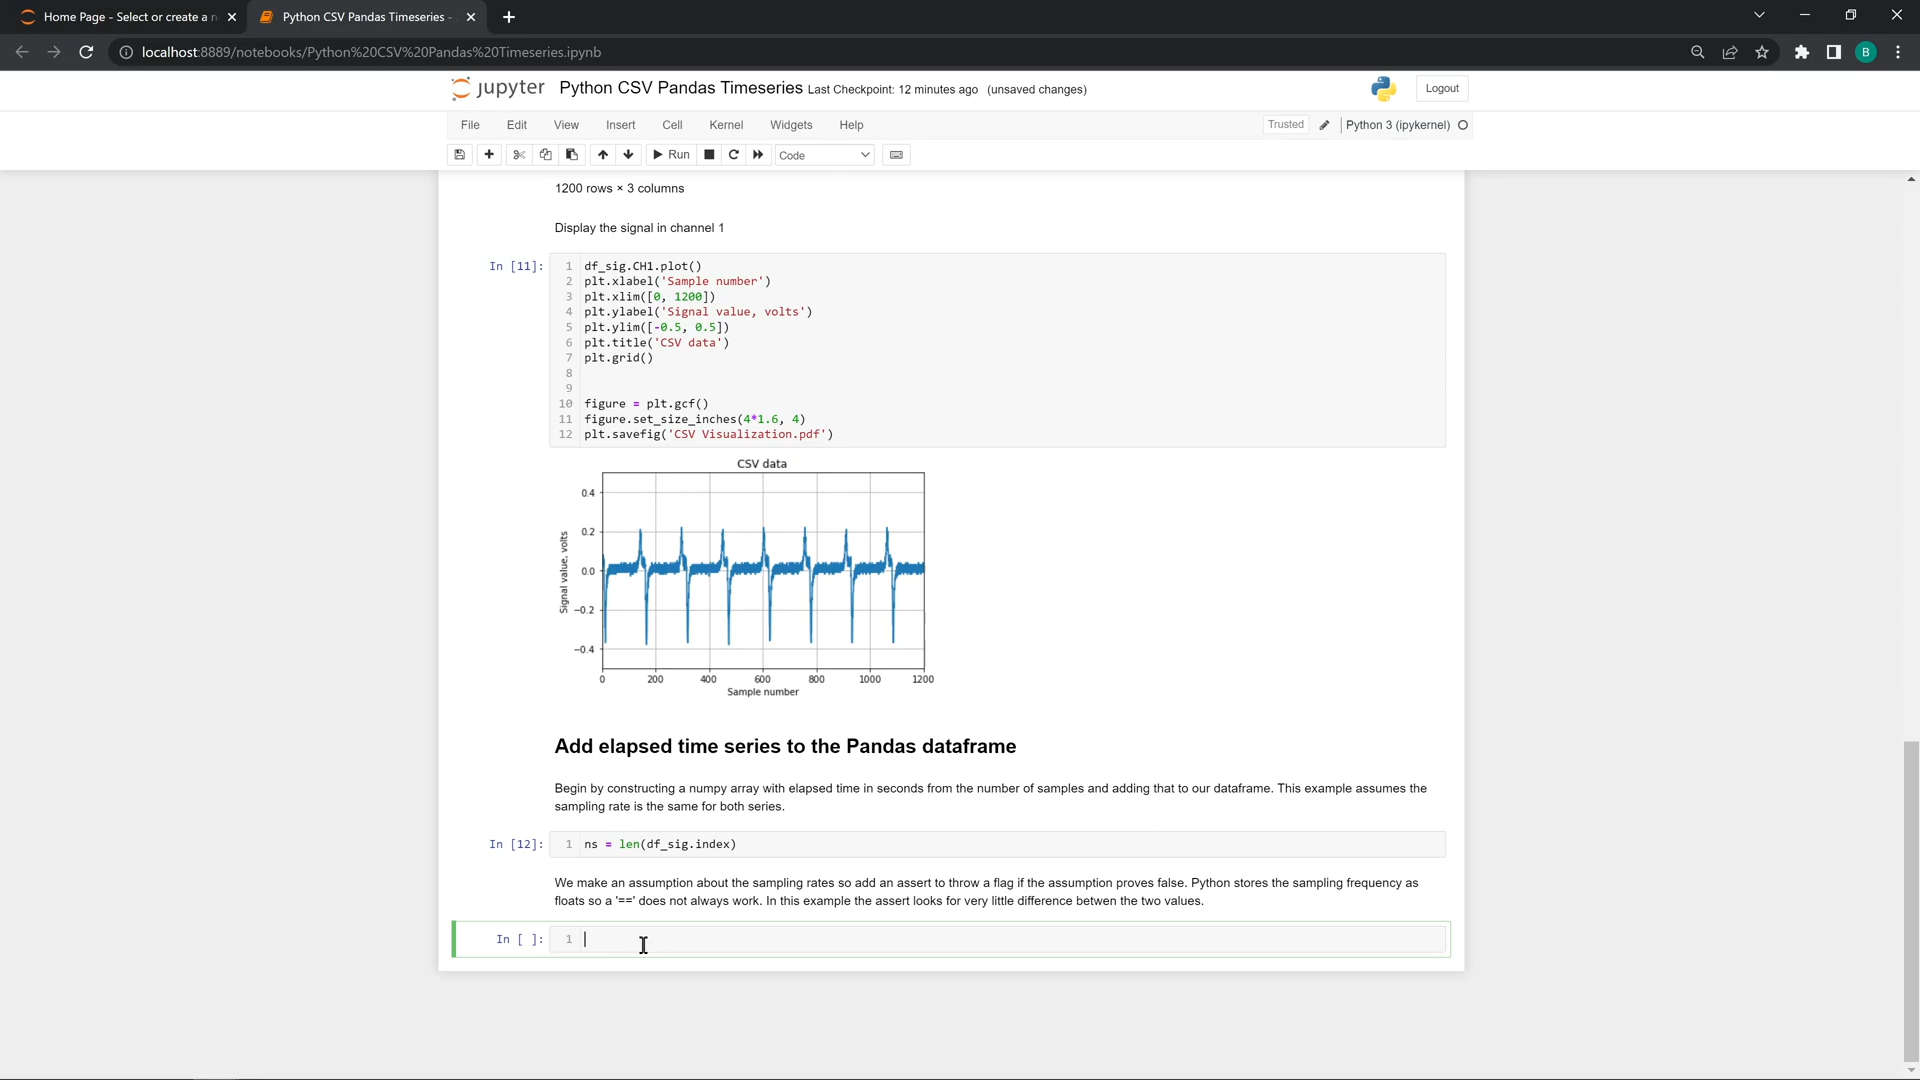 Home Page - Select or create a n
Python CSV Pandas Timeseries -
localhost:8889/notebooks/Python%20CSV%20Pandas%20Timeseries.ipynb
B
jupyter Python CSV Pandas Timeseries Last Checkpoint: 12 minutes ago (unsaved changes)
Logout
File Edit View Insert Cell Kernel Widgets Help
Trusted Python 3 (ipykernel)
Run Code
1200 rows × 3 columns
Display the signal in channel 1
In [11]:
1 df_sig.CH1.plot()
2 plt.xlabel('Sample number')
3 plt.xlim([0, 1200])
4 plt.ylabel('Signal value, volts')
5 plt.ylim([-0.5, 0.5])
6 plt.title('CSV data')
7 plt.grid()
8
9
10 figure = plt.gcf()
11 figure.set_size_inches(4*1.6, 4)
12 plt.savefig('CSV Visualization.pdf')
CSV data
0.4
0.2
0.0
−0.2
−0.4
Signal value, volts
0 200 400 600 800 1000 1200
Sample number
Add elapsed time series to the Pandas dataframe
Begin by constructing a numpy array with elapsed time in seconds from the number of samples and adding that to our dataframe. This example assumes the
sampling rate is the same for both series.
In [12]: 1 ns = len(df_sig.index)
We make an assumption about the sampling rates so add an assert to throw a flag if the assumption proves false. Python stores the sampling frequency as
floats so a '==' does not always work. In this example the assert looks for very little difference betwen the two values.
In [ ]: 1